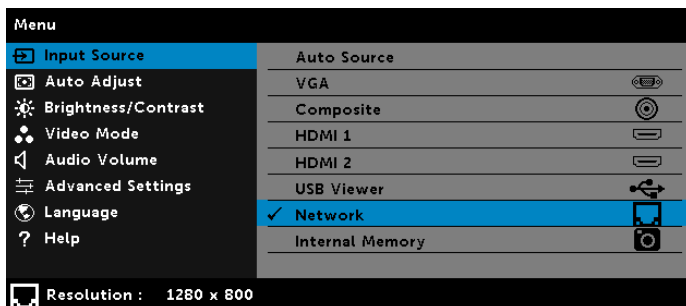 Menu
Input Source
Auto Adjust
Brightness/Contrast
Video Mode
Audio Volume
Advanced Settings
Language
? Help
Auto Source
VGA
Composite
HDMI 1
HDMI 2
USB Viewer
✓ Network
Internal Memory
Resolution : 1280 x 800